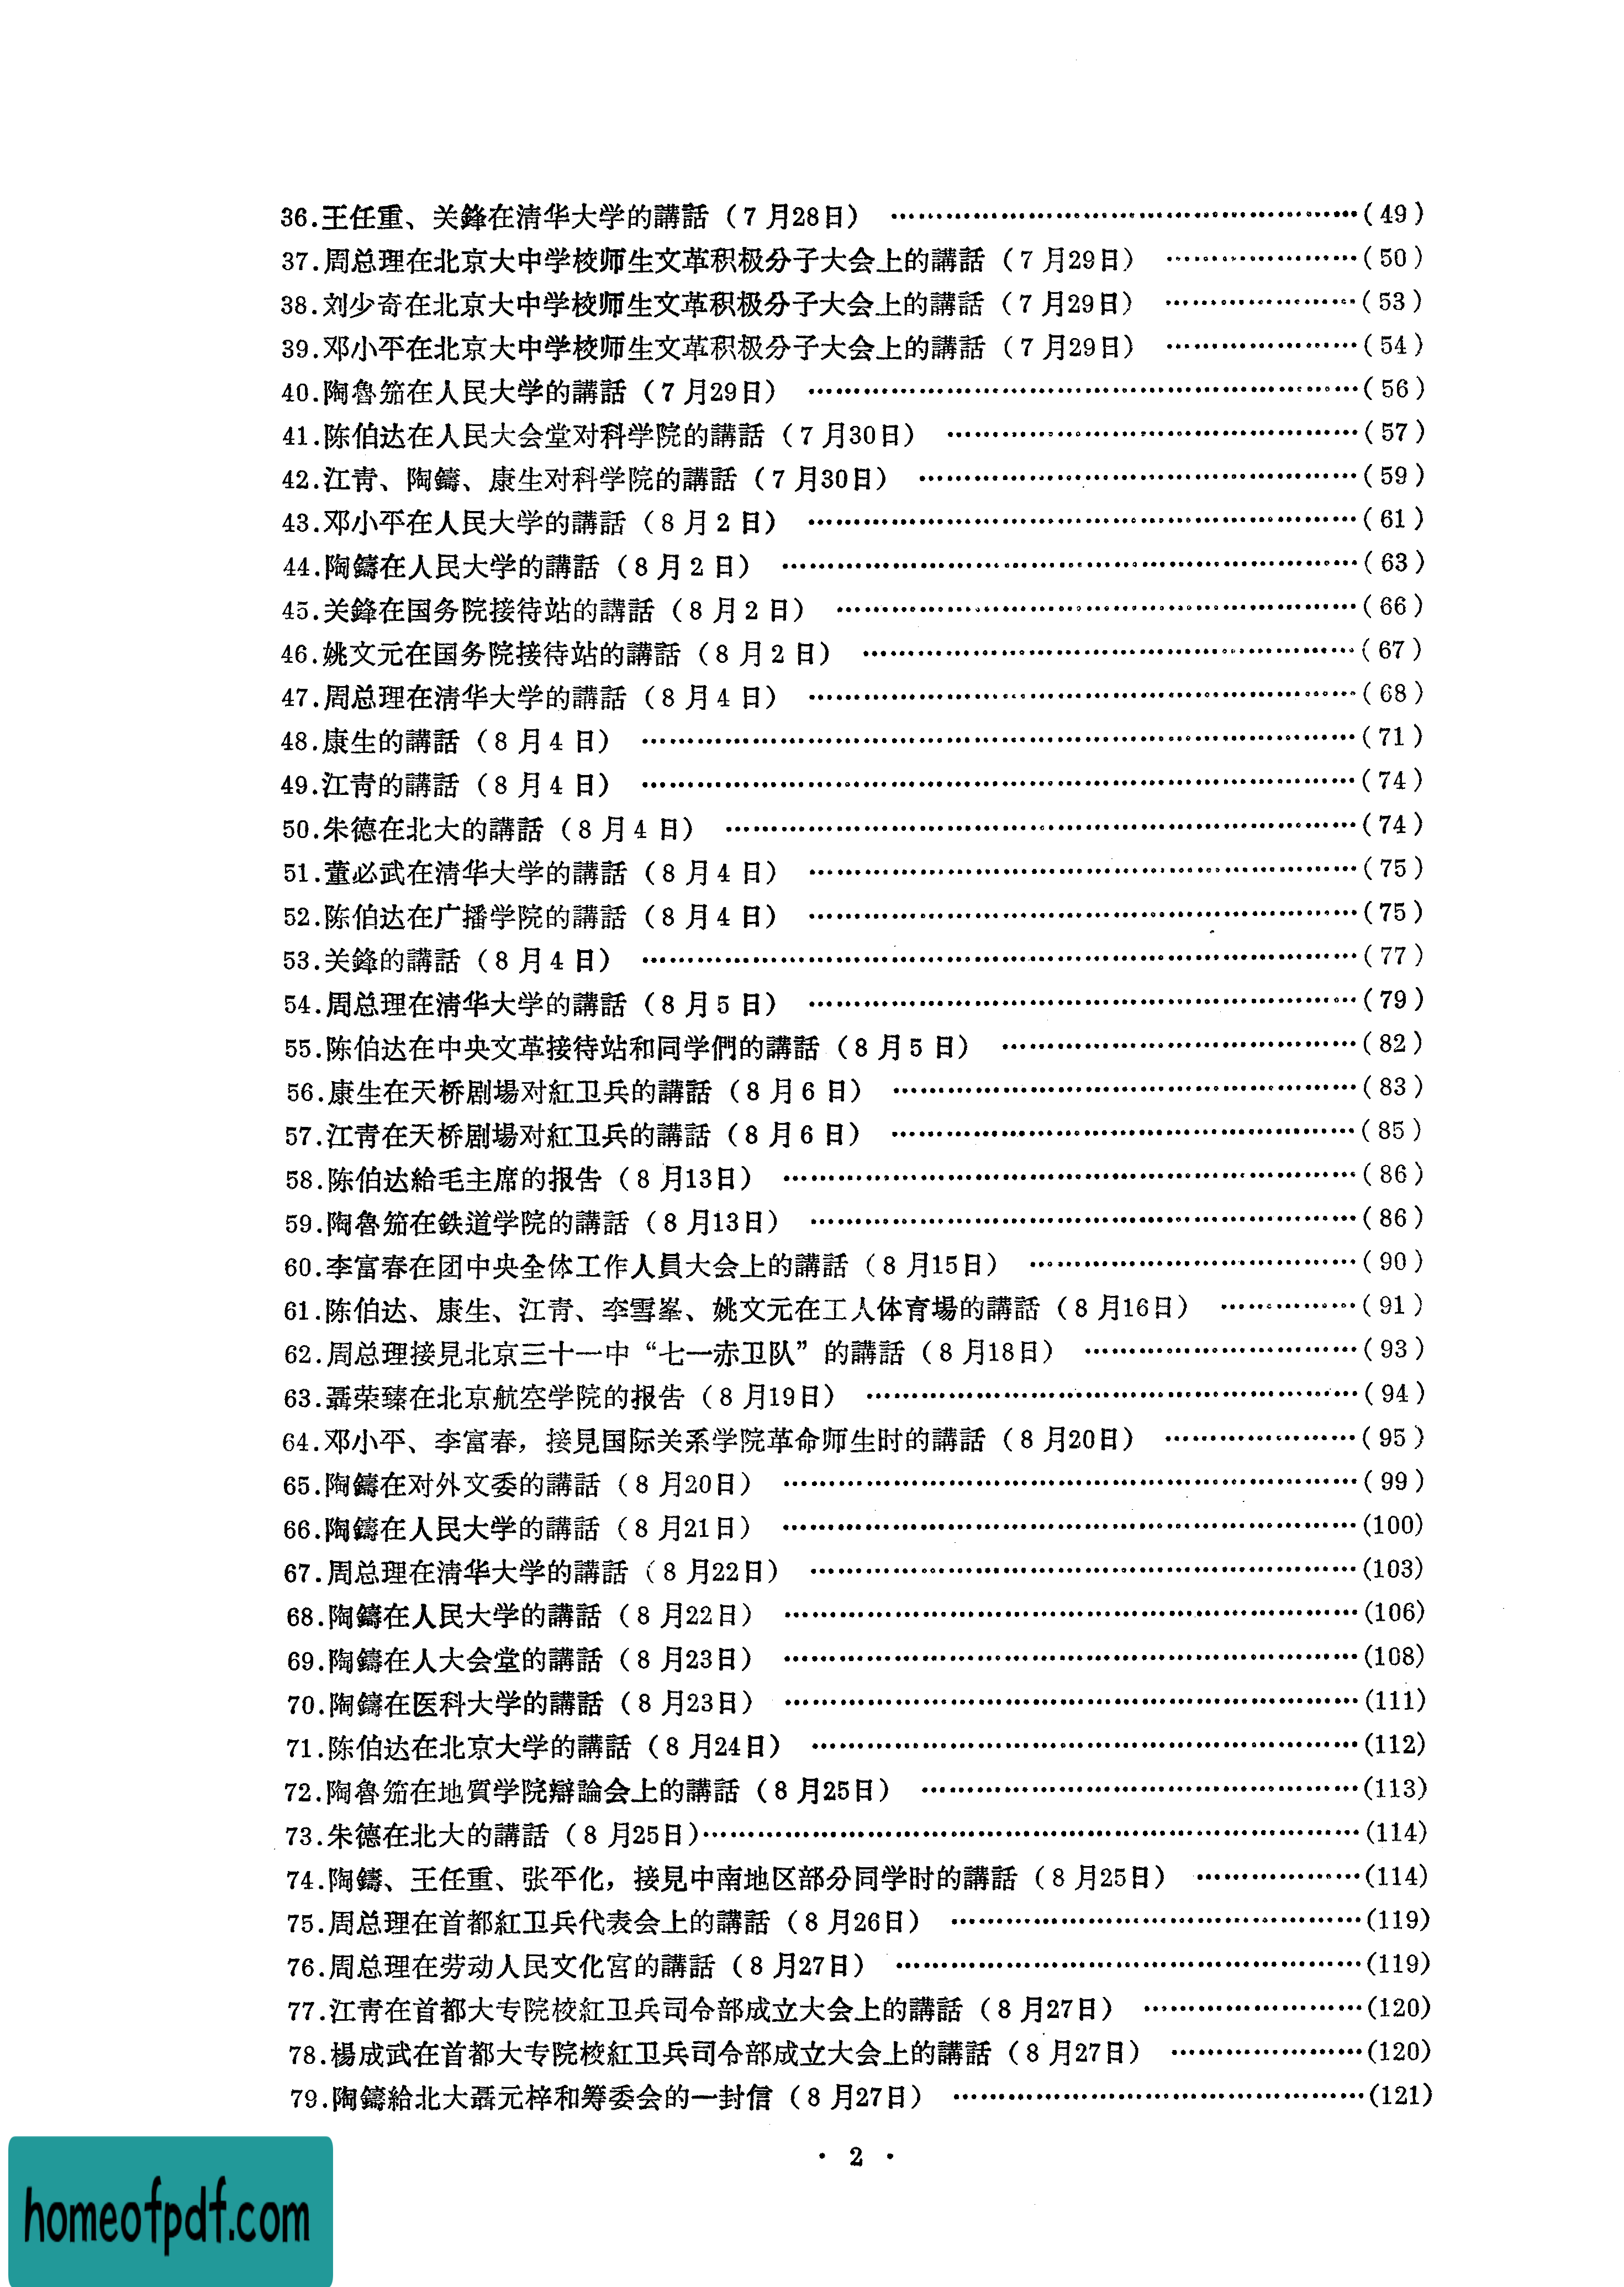 36.王任重、关鋒在清华大学的講話（7月28日）…………(49)
37.周总理在北京大中学校师生文革积极分子大会上的講話（7月29日）…………(50)
38.刘少奇在北京大中学校师生文革积极分子大会上的講話（7月29日）…………(53)
39.邓小平在北京大中学校师生文革积极分子大会上的講話（7月29日）…………(54)
40.陶魯笳在人民大学的講話（7月29日）…………(56)
41.陈伯达在人民大会堂对科学院的講話（7月30日）…………(57)
42.江靑、陶鑄、康生对科学院的講話（7月30日）…………(59)
43.邓小平在人民大学的講話（8月2日）…………(61)
44.陶鑄在人民大学的講話（8月2日）…………(63)
45.关鋒在国务院接待站的講話（8月2日）…………(66)
46.姚文元在国务院接待站的講話（8月2日）…………(67)
47.周总理在清华大学的講話（8月4日）…………(68)
48.康生的講話（8月4日）…………(71)
49.江靑的講話（8月4日）…………(74)
50.朱德在北大的講話（8月4日）…………(74)
51.董必武在清华大学的講話（8月4日）…………(75)
52.陈伯达在广播学院的講話（8月4日）…………(75)
53.关鋒的講話（8月4日）…………(77)
54.周总理在清华大学的講話（8月5日）…………(79)
55.陈伯达在中央文革接待站和同学們的講話（8月5日）…………(82)
56.康生在天桥剧場对紅卫兵的講話（8月6日）…………(83)
57.江靑在天桥剧場对紅卫兵的講話（8月6日）…………(85)
58.陈伯达給毛主席的报告（8月13日）…………(86)
59.陶魯笳在鉄道学院的講話（8月13日）…………(86)
60.李富春在团中央全体工作人員大会上的講話（8月15日）…………(90)
61.陈伯达、康生、江靑、李雪峯、姚文元在工人体育場的講話（8月16日）…………(91)
62.周总理接見北京三十一中“七一赤卫队”的講話（8月18日）…………(93)
63.聶荣臻在北京航空学院的报告（8月19日）…………(94)
64.邓小平、李富春，接見国际关系学院革命师生时的講話（8月20日）…………(95)
65.陶鑄在对外文委的講話（8月20日）…………(99)
66.陶鑄在人民大学的講話（8月21日）…………(100)
67.周总理在清华大学的講話（8月22日）…………(103)
68.陶鑄在人民大学的講話（8月22日）…………(106)
69.陶鑄在人大会堂的講話（8月23日）…………(108)
70.陶鑄在医科大学的講話（8月23日）…………(111)
71.陈伯达在北京大学的講話（8月24日）…………(112)
72.陶魯笳在地質学院辯論会上的講話（8月25日）…………(113)
73.朱德在北大的講話（8月25日）…………(114)
74.陶鑄、王任重、张平化，接見中南地区部分同学时的講話（8月25日）…………(114)
75.周总理在首都紅卫兵代表会上的講話（8月26日）…………(119)
76.周总理在劳动人民文化宮的講話（8月27日）…………(119)
77.江靑在首都大专院校紅卫兵司令部成立大会上的講話（8月27日）…………(120)
78.楊成武在首都大专院校紅卫兵司令部成立大会上的講話（8月27日）…………(120)
79.陶鑄給北大聶元梓和筹委会的一封信（8月27日）…………(121)
· 2 ·
homeofpdf.com